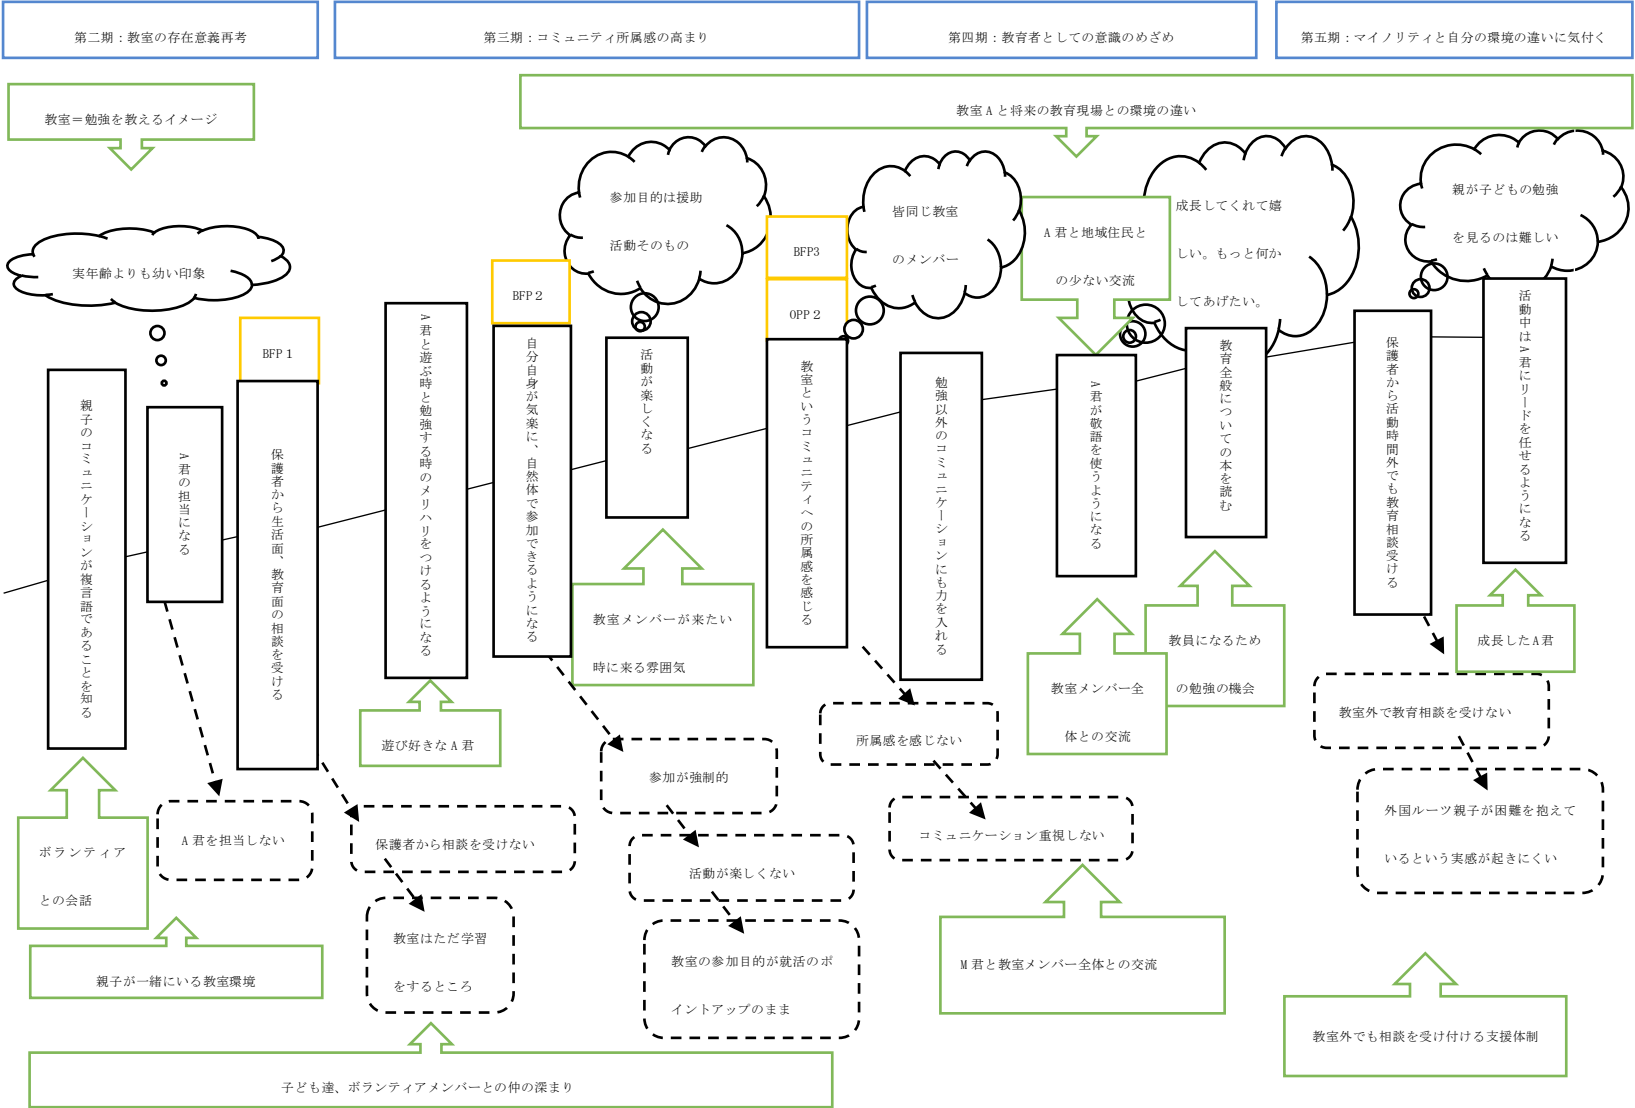 第二期：教室の存在意義再考
第三期：コミュニティ所属感の高まり
第四期：教育者としての意識のめざめ
第五期：マイノリティと自分の環境の違いに気付く
教室＝勉強を教えるイメージ
教室 A と将来の教育現場との環境の違い
実年齢よりも幼い印象
参加目的は援助
活動そのもの
皆同じ教室
のメンバー
A 君と地域住民と
の少ない交流
成長してくれて嬉
しい。もっと何か
してあげたい。
親が子どもの勉強
を見るのは難しい
BFP 1
BFP 2
BFP3
OPP 2
親子のコミュニケーションが複言語であることを知る
A 君の担当になる
保護者から生活面、教育面の相談を受ける
A 君と遊ぶ時と勉強する時のメリハリをつけるようになる
自分自身が気楽に、自然体で参加できるようになる
活動が楽しくなる
教室というコミュニティへの所属感を感じる
勉強以外のコミュニケーションにも力を入れる
A 君が敬語を使うようになる
教育全般についての本を読む
保護者から活動時間外でも教育相談受ける
活動中は A 君にリードを任せるようになる
教室メンバーが来たい
時に来る雰囲気
教員になるため
の勉強の機会
教室メンバー全
体との交流
成長したA君
遊び好きな A 君
ボランティア
との会話
親子が一緒にいる教室環境
A 君を担当しない
保護者から相談を受けない
教室はただ学習
をするところ
参加が強制的
活動が楽しくない
教室の参加目的が就活のポ
イントアップのまま
所属感を感じない
コミュニケーション重視しない
M 君と教室メンバー全体との交流
教室外で教育相談を受けない
外国ルーツ親子が困難を抱えて
いるという実感が起きにくい
教室外でも相談を受け付ける支援体制
子ども達、ボランティアメンバーとの仲の深まり